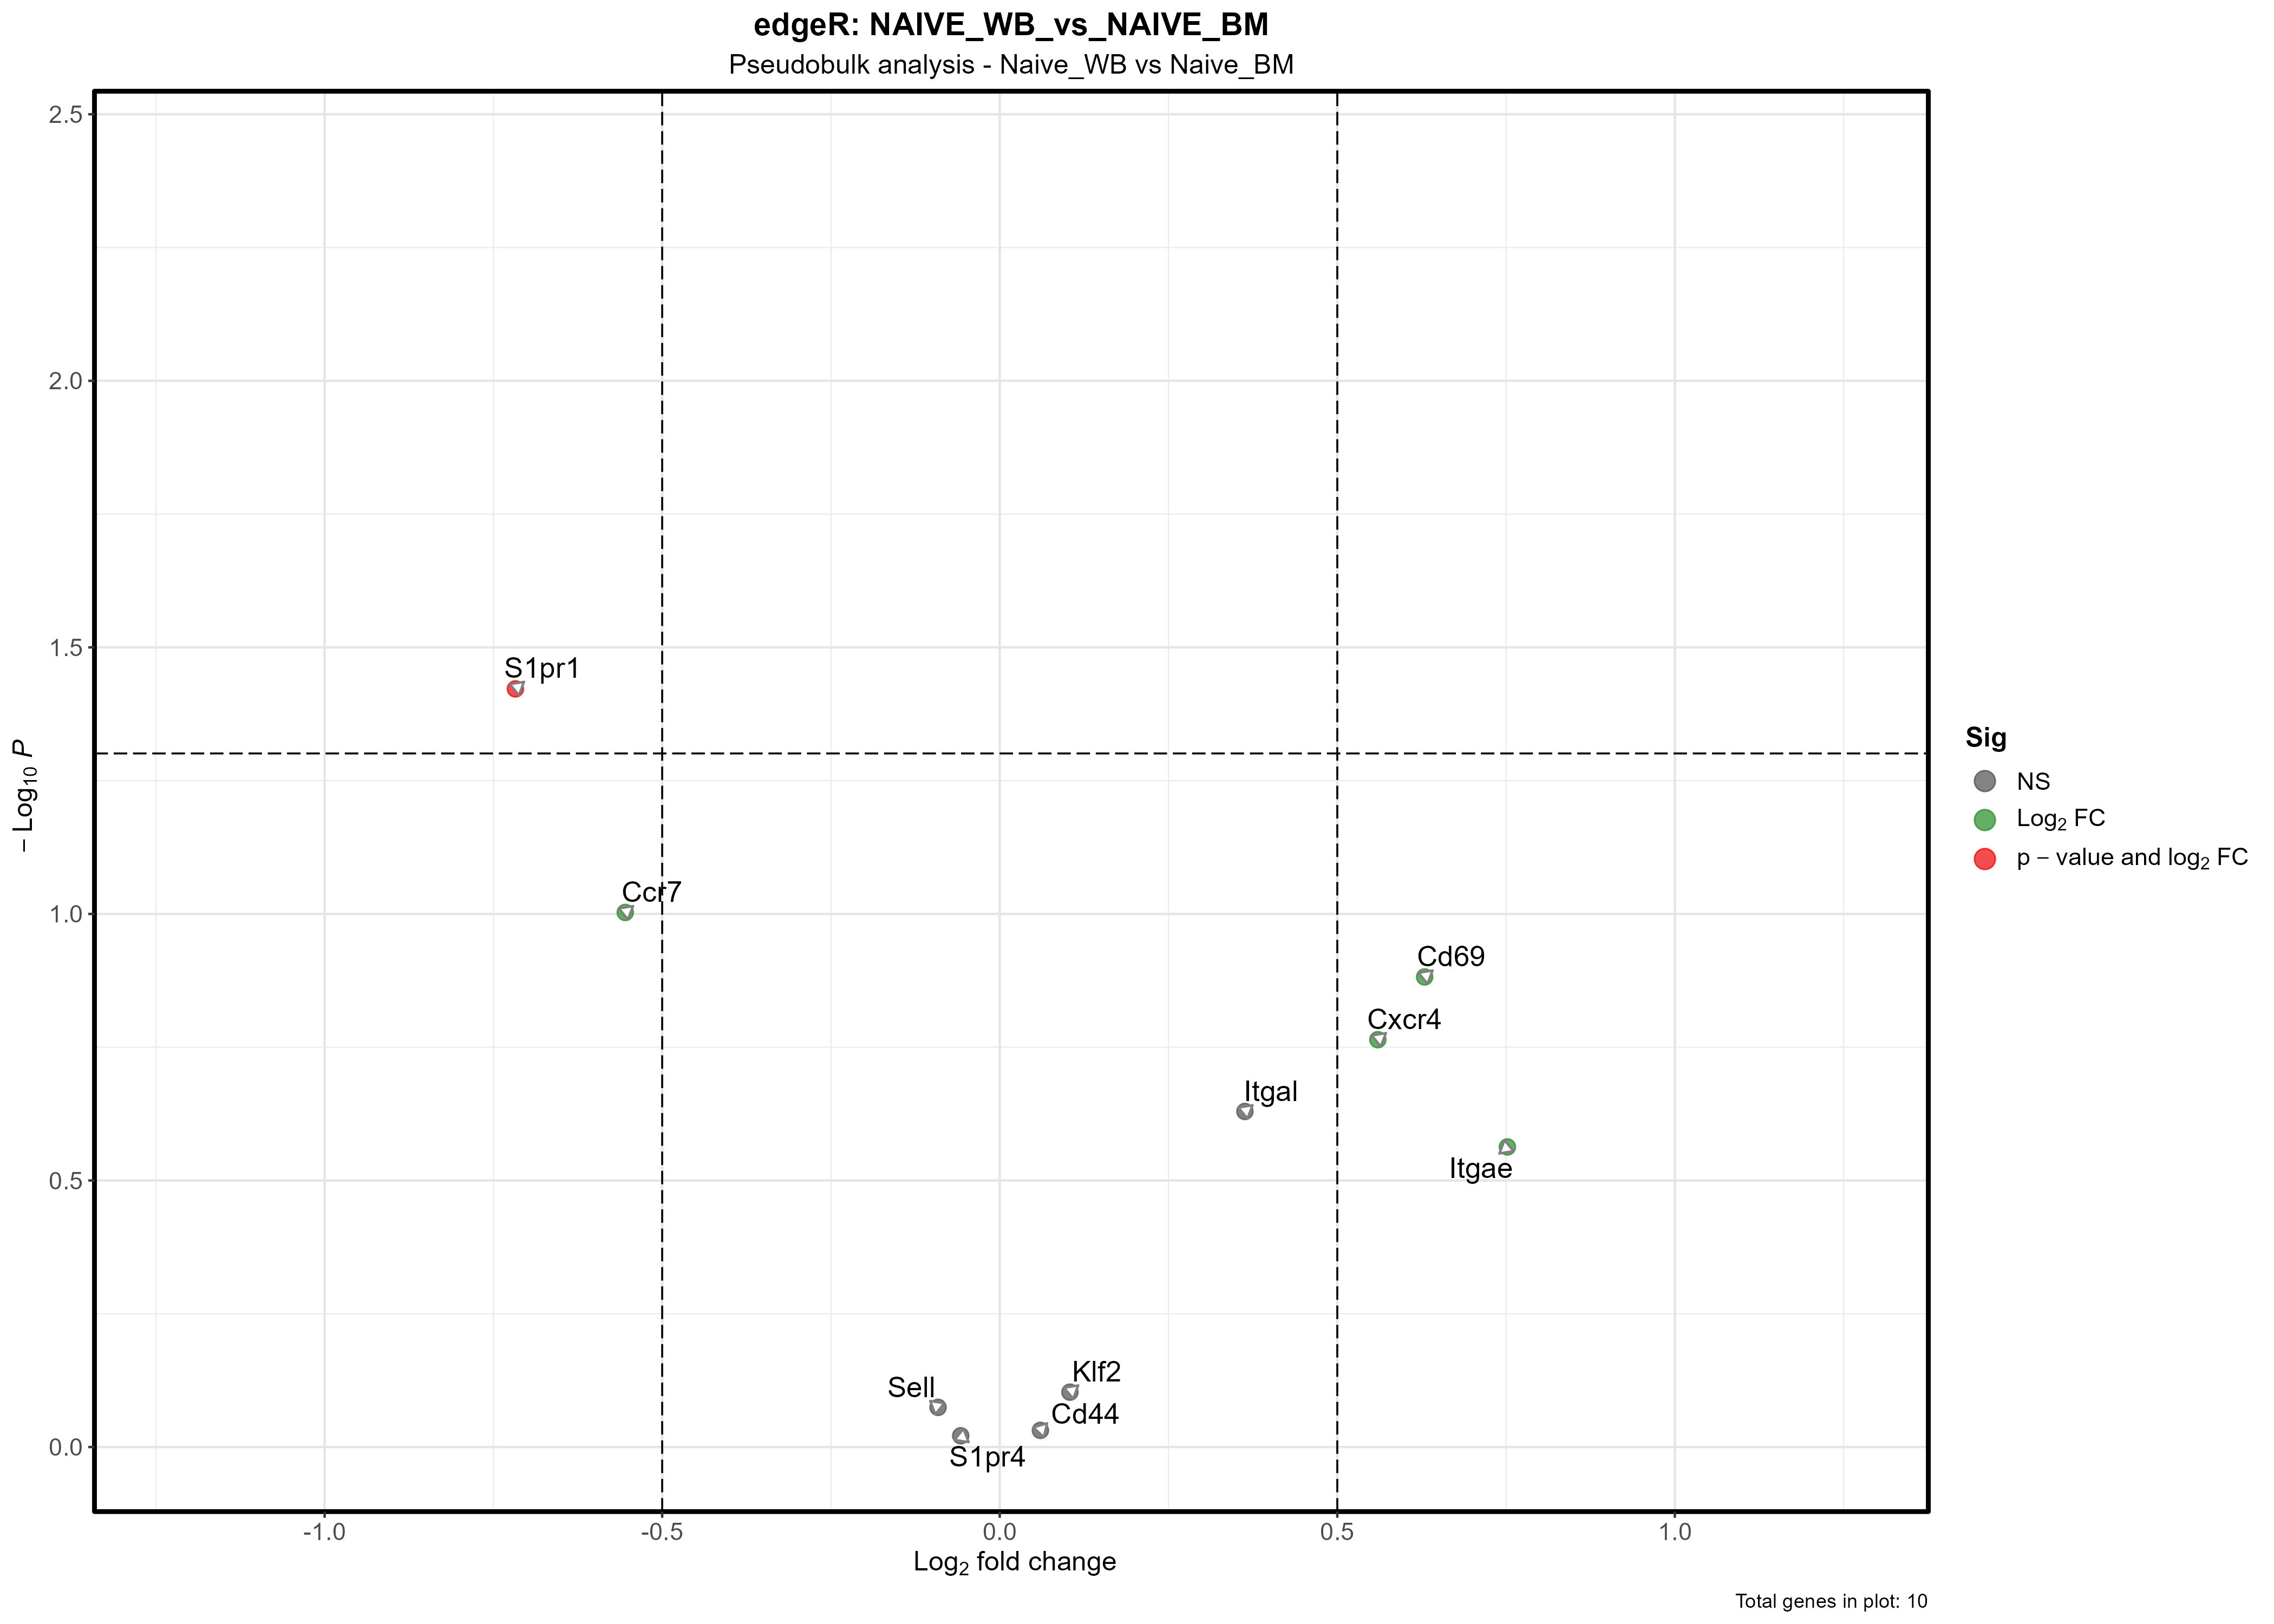 edgeR: NAIVE_WB_vs_NAIVE_BM
Pseudobulk analysis - Naive_WB vs Naive_BM
2.5
2.0
1.5
1.0
0.5
0.0
− Log10 P
S1pr1
Ccr7
Cd69
Cxcr4
Itgal
Itgae
Klf2
Sell
Cd44
S1pr4
Sig
NS
Log2 FC
p − value and log2 FC
-1.0 -0.5 0.0 0.5 1.0
Log2 fold change
Total genes in plot: 10